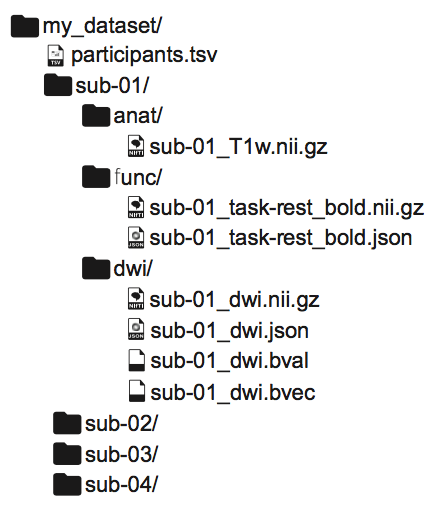 my_dataset/
TSV participants.tsv
sub-01/
anat/
NIfTI sub-01_T1w.nii.gz
func/
NIfTI sub-01_task-rest_bold.nii.gz
JSON sub-01_task-rest_bold.json
dwi/
NIfTI sub-01_dwi.nii.gz
JSON sub-01_dwi.json
sub-01_dwi.bval
sub-01_dwi.bvec
sub-02/
sub-03/
sub-04/